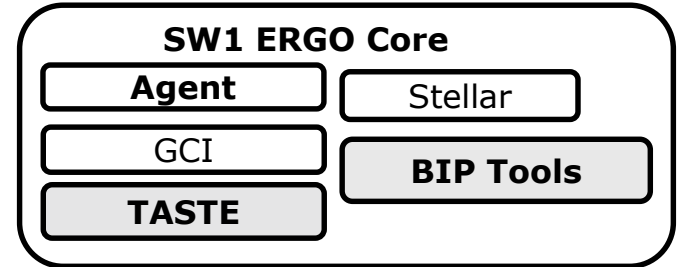 SW1 ERGO Core
Agent
Stellar
GCI
BIP Tools
TASTE